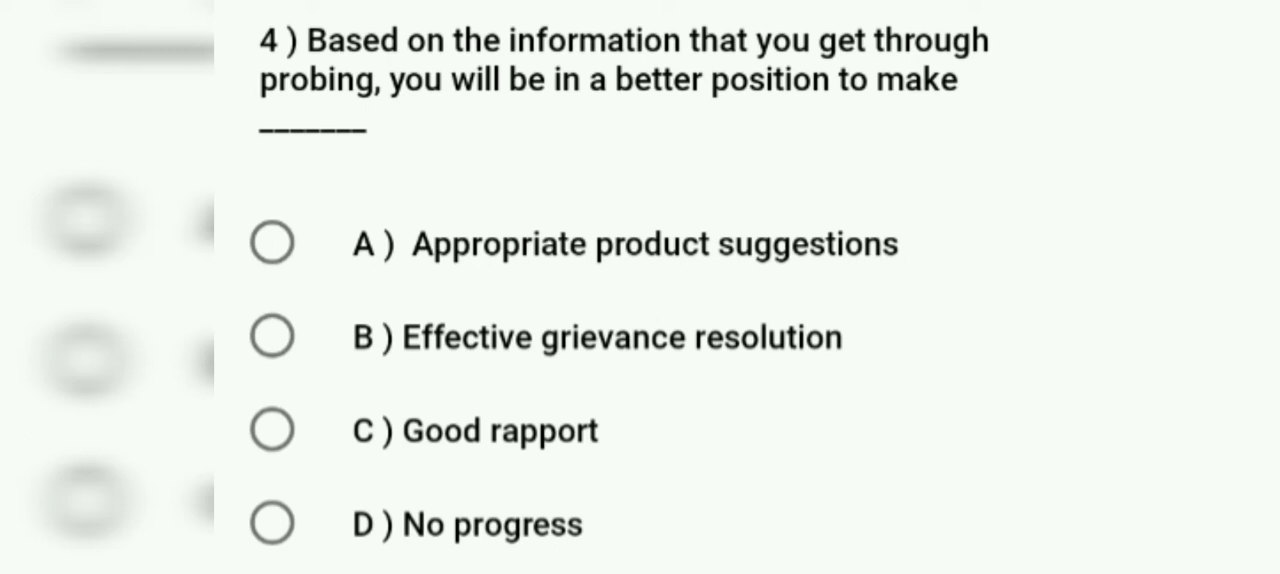 4 ) Based on the information that you get through
probing, you will be in a better position to make
_______
A ) Appropriate product suggestions
B ) Effective grievance resolution
C ) Good rapport
D ) No progress